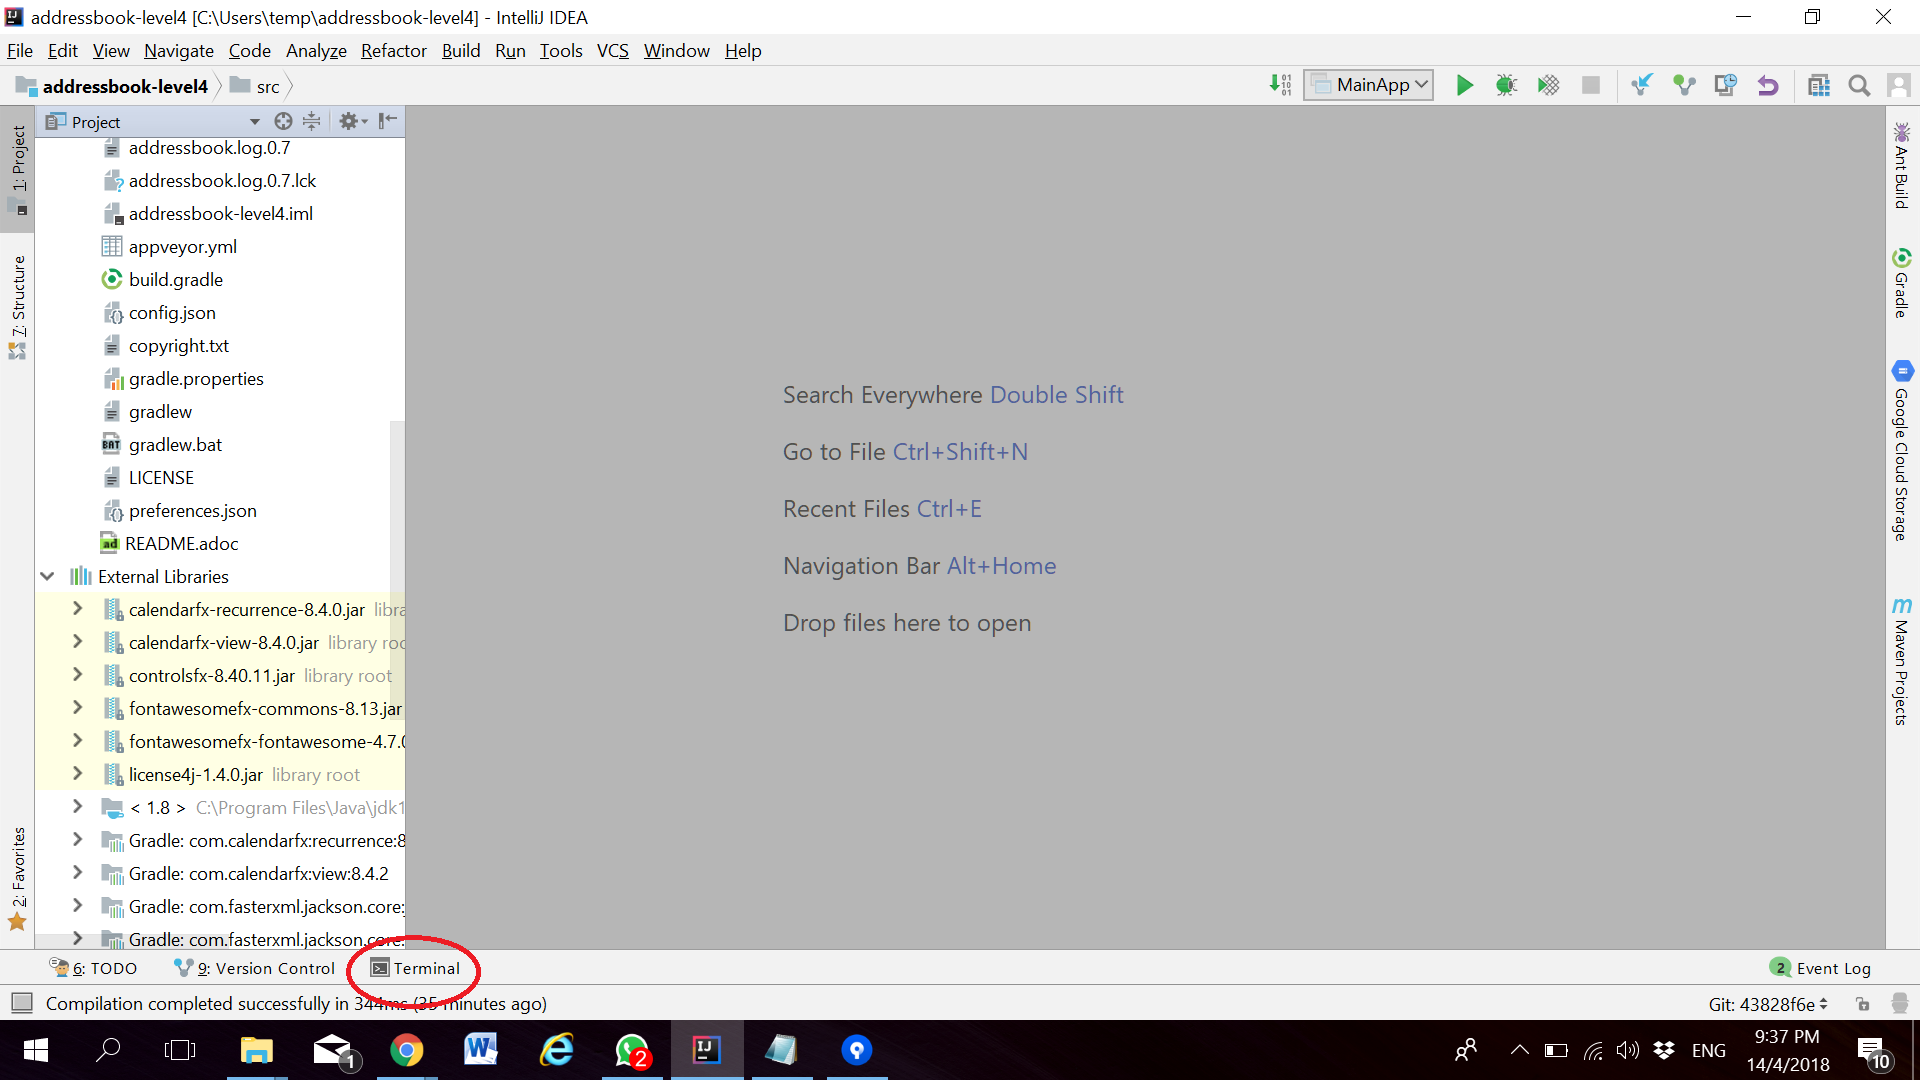 addressbook-level4 [C:\Users\temp\addressbook-level4] - IntelliJ IDEA
File Edit View Navigate Code Analyze Refactor Build Run Tools VCS Window Help
addressbook-level4 src MainApp
Project
addressbook.log.0.7
addressbook.log.0.7.lck
addressbook-level4.iml
appveyor.yml
build.gradle
config.json
copyright.txt
gradle.properties
gradlew
gradlew.bat
LICENSE
preferences.json
README.adoc
External Libraries
calendarfx-recurrence-8.4.0.jar libra
calendarfx-view-8.4.0.jar library roo
controlsfx-8.40.11.jar library root
fontawesomefx-commons-8.13.jar
fontawesomefx-fontawesome-4.7.0
license4j-1.4.0.jar library root
< 1.8 > C:\Program Files\Java\jdk1
Gradle: com.calendarfx:recurrence:8
Gradle: com.calendarfx:view:8.4.2
Gradle: com.fasterxml.jackson.core:
Gradle: com.fasterxml.jackson.core:
1: Project
7: Structure
2: Favorites
Search Everywhere Double Shift
Go to File Ctrl+Shift+N
Recent Files Ctrl+E
Navigation Bar Alt+Home
Drop files here to open
Ant Build
Gradle
Google Cloud Storage
m Maven Projects
6: TODO 9: Version Control Terminal 2 Event Log
Compilation completed successfully in 344ms (35 minutes ago) Git: 43828f6e
1 2 ENG 9:37 PM
14/4/2018 10